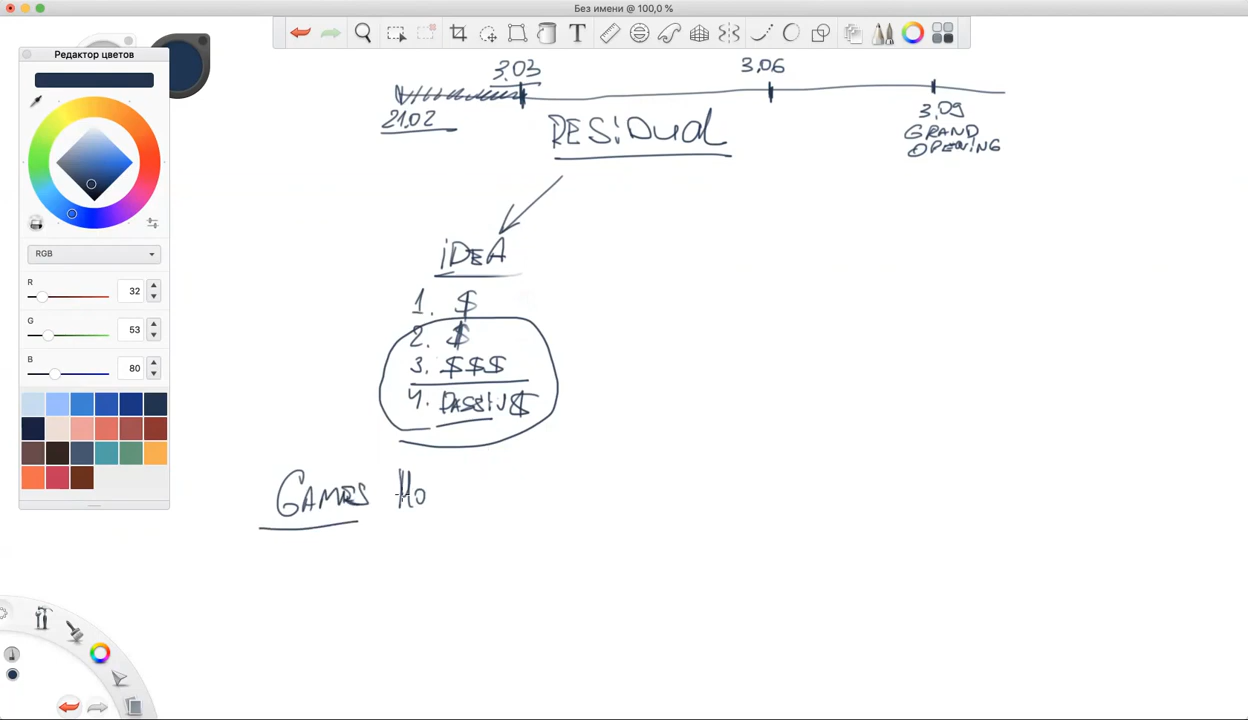 Без имени @ 100,0 %
Редактор цветов
RGB
R
32
G
53
B
80
3.03
3.06
21.02
RESiDuaL
3.09
GRAND
OPENING
iDEA
1. $
2. $
3. $$$
4. PASSIV$
GAMES Ho